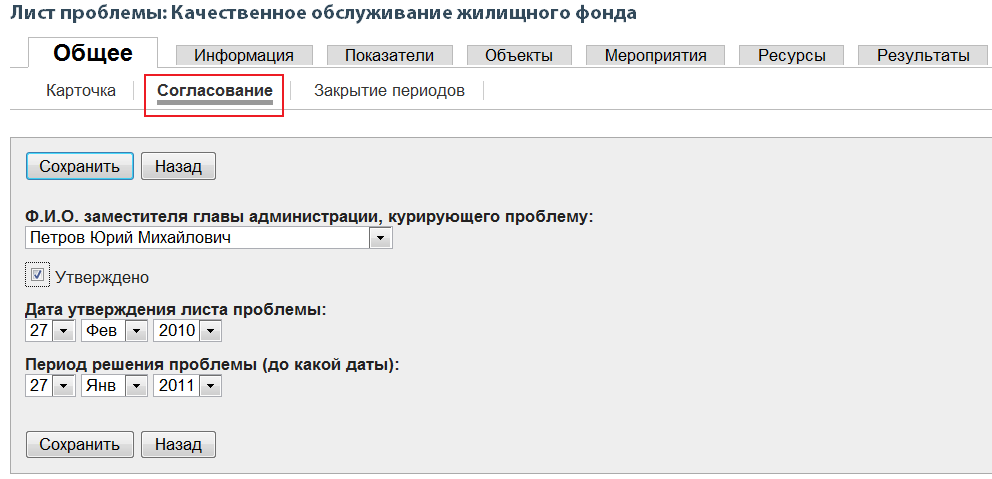 Лист проблемы: Качественное обслуживание жилищного фонда
Общее Информация Показатели Объекты Мероприятия Ресурсы Результаты
Карточка Согласование Закрытие периодов
Сохранить Назад
Ф.И.О. заместителя главы администрации, курирующего проблему:
Петров Юрий Михайлович
Утверждено
Дата утверждения листа проблемы:
27 Фев 2010
Период решения проблемы (до какой даты):
27 Янв 2011
Сохранить Назад